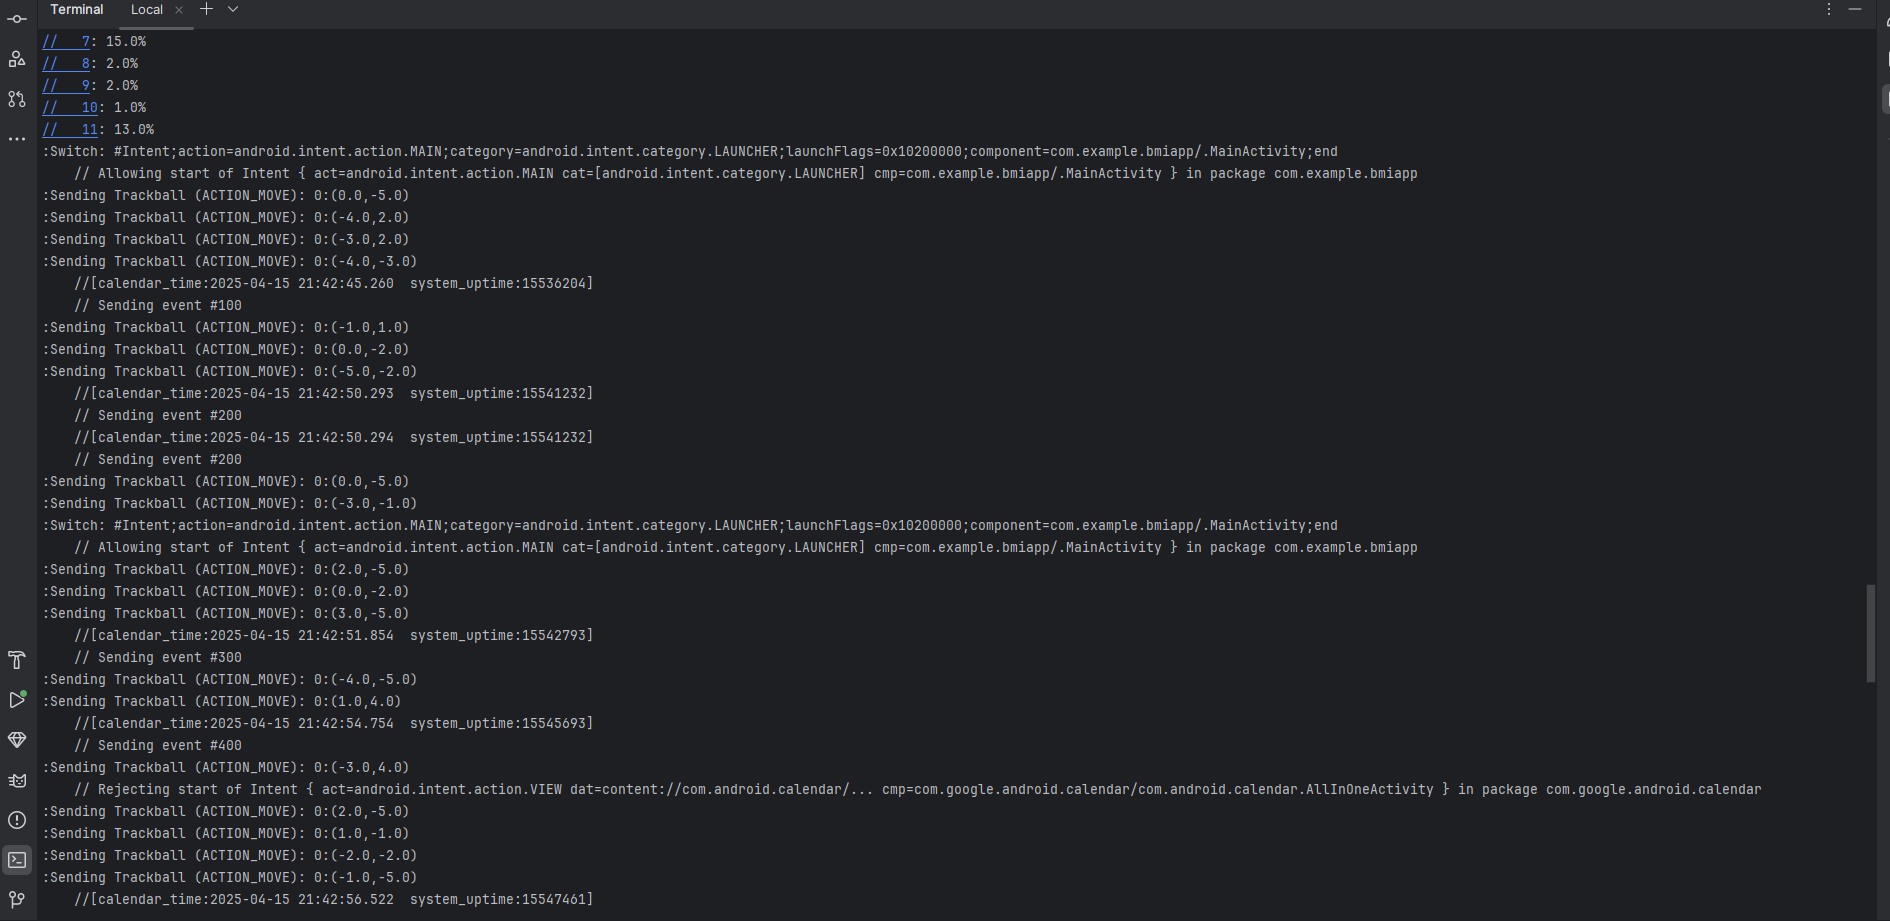 Terminal Local
//   7: 15.0%
//   8: 2.0%
//   9: 2.0%
//   10: 1.0%
//   11: 13.0%
:Switch: #Intent;action=android.intent.action.MAIN;category=android.intent.category.LAUNCHER;launchFlags=0x10200000;component=com.example.bmiapp/.MainActivity;end
    // Allowing start of Intent { act=android.intent.action.MAIN cat=[android.intent.category.LAUNCHER] cmp=com.example.bmiapp/.MainActivity } in package com.example.bmiapp
:Sending Trackball (ACTION_MOVE): 0:(0.0,-5.0)
:Sending Trackball (ACTION_MOVE): 0:(-4.0,2.0)
:Sending Trackball (ACTION_MOVE): 0:(-3.0,2.0)
:Sending Trackball (ACTION_MOVE): 0:(-4.0,-3.0)
    //[calendar_time:2025-04-15 21:42:45.260  system_uptime:15536204]
    // Sending event #100
:Sending Trackball (ACTION_MOVE): 0:(-1.0,1.0)
:Sending Trackball (ACTION_MOVE): 0:(0.0,-2.0)
:Sending Trackball (ACTION_MOVE): 0:(-5.0,-2.0)
    //[calendar_time:2025-04-15 21:42:50.293  system_uptime:15541232]
    // Sending event #200
    //[calendar_time:2025-04-15 21:42:50.294  system_uptime:15541232]
    // Sending event #200
:Sending Trackball (ACTION_MOVE): 0:(0.0,-5.0)
:Sending Trackball (ACTION_MOVE): 0:(-3.0,-1.0)
:Switch: #Intent;action=android.intent.action.MAIN;category=android.intent.category.LAUNCHER;launchFlags=0x10200000;component=com.example.bmiapp/.MainActivity;end
    // Allowing start of Intent { act=android.intent.action.MAIN cat=[android.intent.category.LAUNCHER] cmp=com.example.bmiapp/.MainActivity } in package com.example.bmiapp
:Sending Trackball (ACTION_MOVE): 0:(2.0,-5.0)
:Sending Trackball (ACTION_MOVE): 0:(0.0,-2.0)
:Sending Trackball (ACTION_MOVE): 0:(3.0,-5.0)
    //[calendar_time:2025-04-15 21:42:51.854  system_uptime:15542793]
    // Sending event #300
:Sending Trackball (ACTION_MOVE): 0:(-4.0,-5.0)
:Sending Trackball (ACTION_MOVE): 0:(1.0,4.0)
    //[calendar_time:2025-04-15 21:42:54.754  system_uptime:15545693]
    // Sending event #400
:Sending Trackball (ACTION_MOVE): 0:(-3.0,4.0)
    // Rejecting start of Intent { act=android.intent.action.VIEW dat=content://com.android.calendar/... cmp=com.google.android.calendar/com.android.calendar.AllInOneActivity } in package com.google.android.calendar
:Sending Trackball (ACTION_MOVE): 0:(2.0,-5.0)
:Sending Trackball (ACTION_MOVE): 0:(1.0,-1.0)
:Sending Trackball (ACTION_MOVE): 0:(-2.0,-2.0)
:Sending Trackball (ACTION_MOVE): 0:(-1.0,-5.0)
    //[calendar_time:2025-04-15 21:42:56.522  system_uptime:15547461]